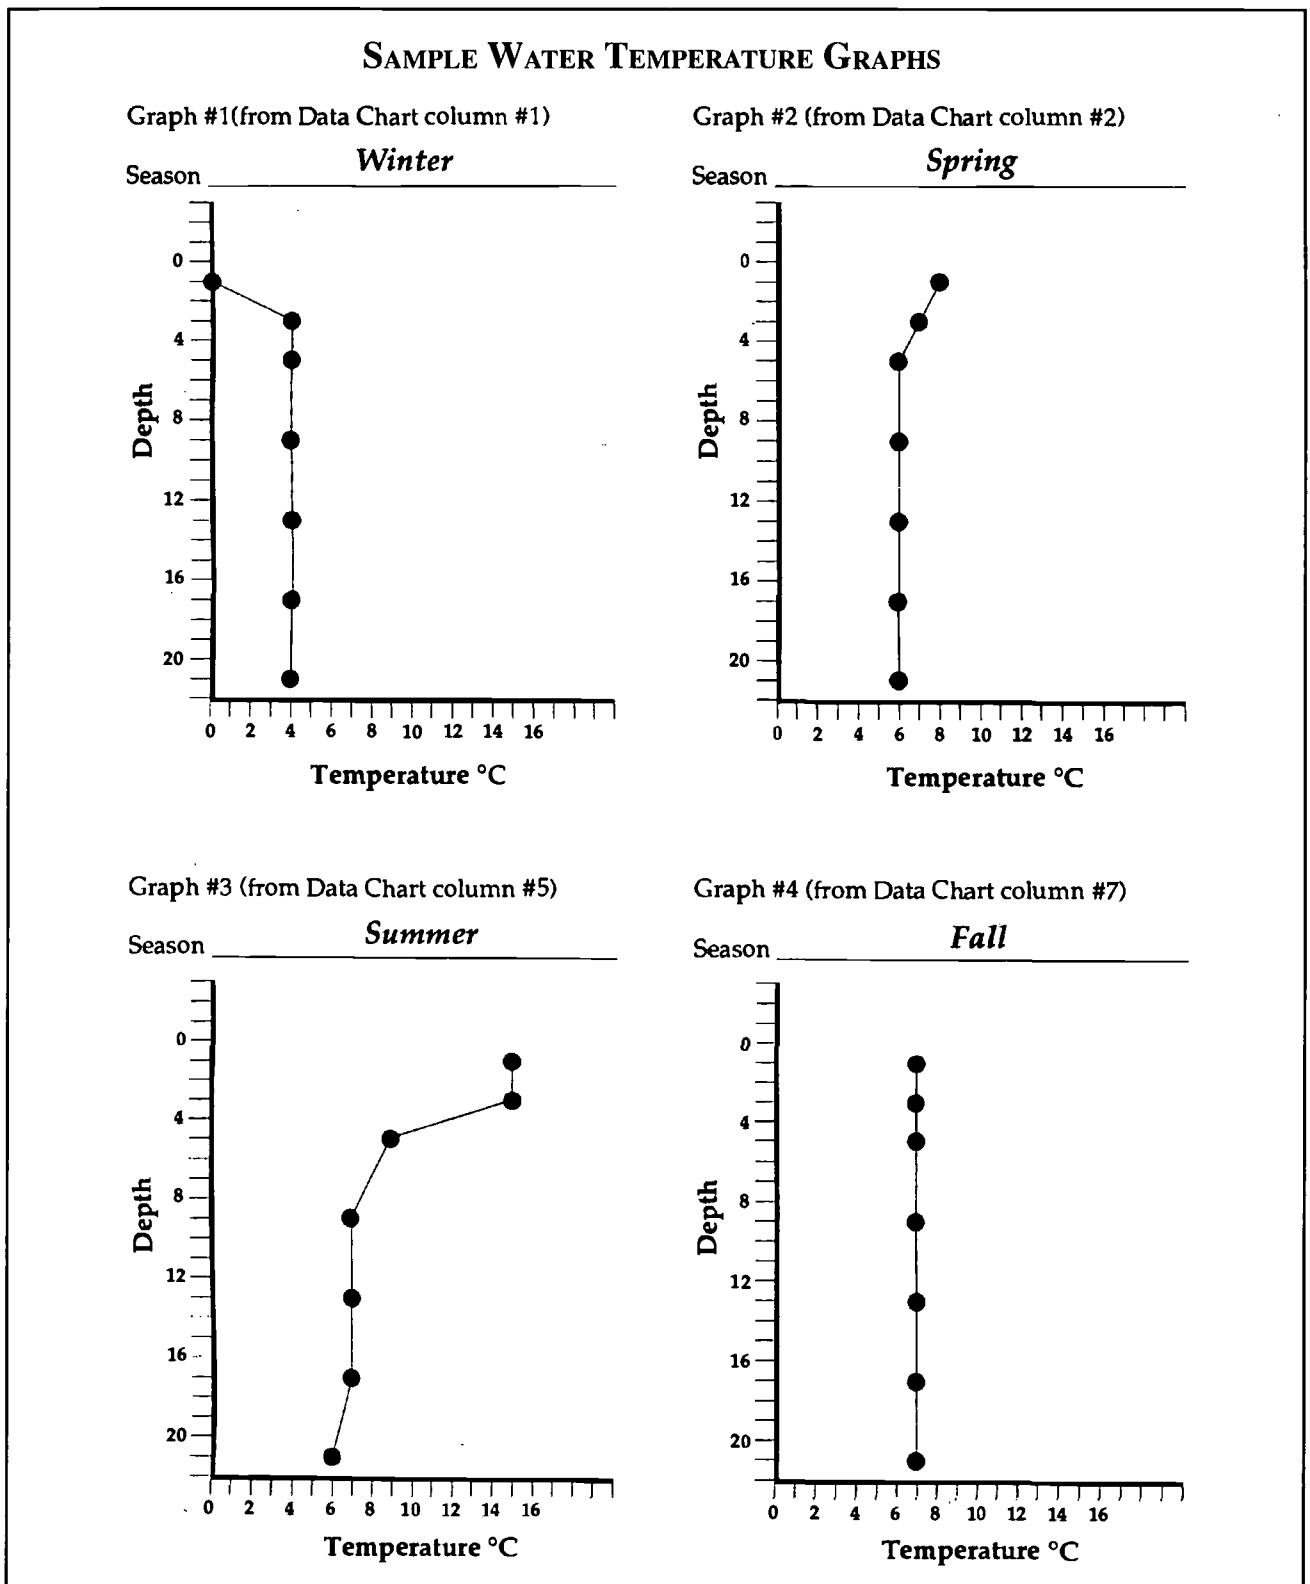 SAMPLE WATER TEMPERATURE GRAPHS
Graph #1(from Data Chart column #1)
Season Winter
0
4
8
12
16
20
Depth
0 2 4 6 8 10 12 14 16
Temperature °C
Graph #2 (from Data Chart column #2)
Season Spring
0
4
8
12
16
20
Depth
0 2 4 6 8 10 12 14 16
Temperature °C
Graph #3 (from Data Chart column #5)
Season Summer
0
4
8
12
16
20
Depth
0 2 4 6 8 10 12 14 16
Temperature °C
Graph #4 (from Data Chart column #7)
Season Fall
0
4
8
12
16
20
Depth
0 2 4 6 8 10 12 14 16
Temperature °C